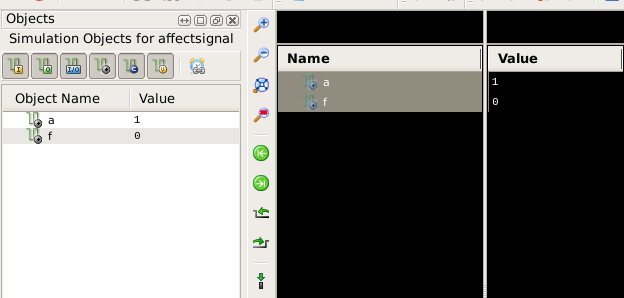 Objects
Simulation Objects for affectsignal
I O I/O C V
Object Name Value
a 1
f 0
Name Value
a 1
f 0